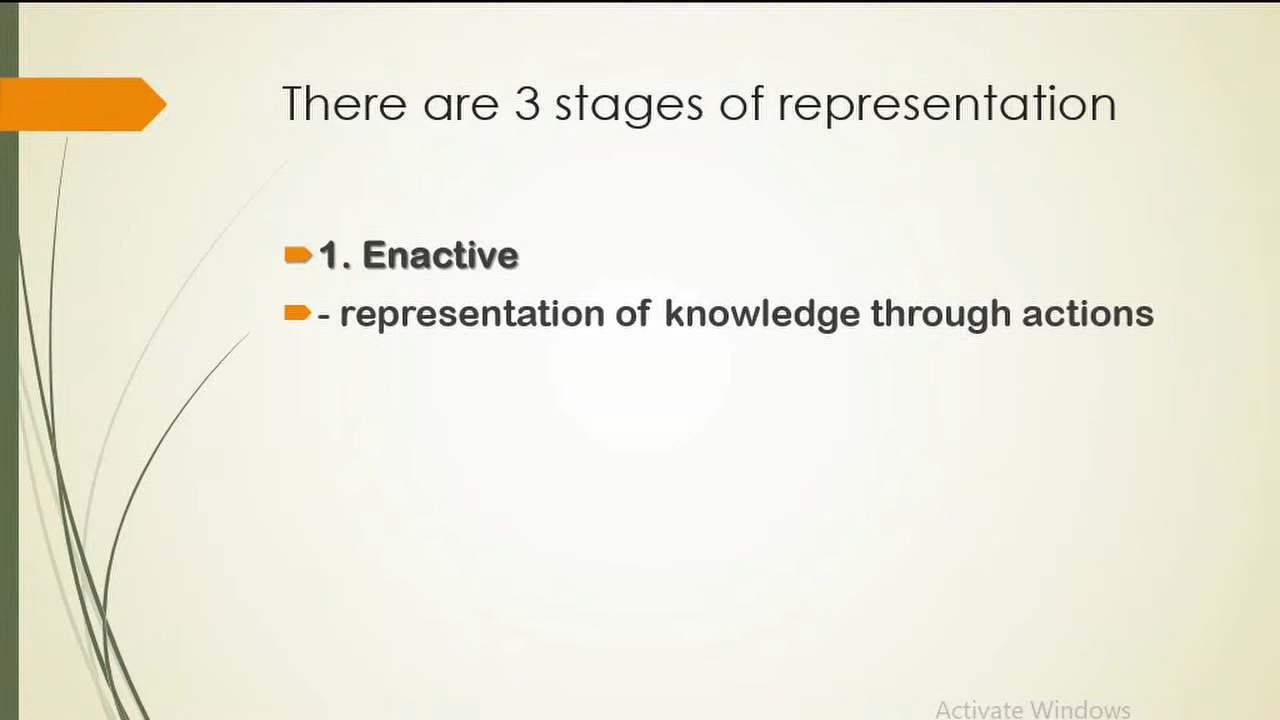 There are 3 stages of representation
1. Enactive
- representation of knowledge through actions
Activate Windows